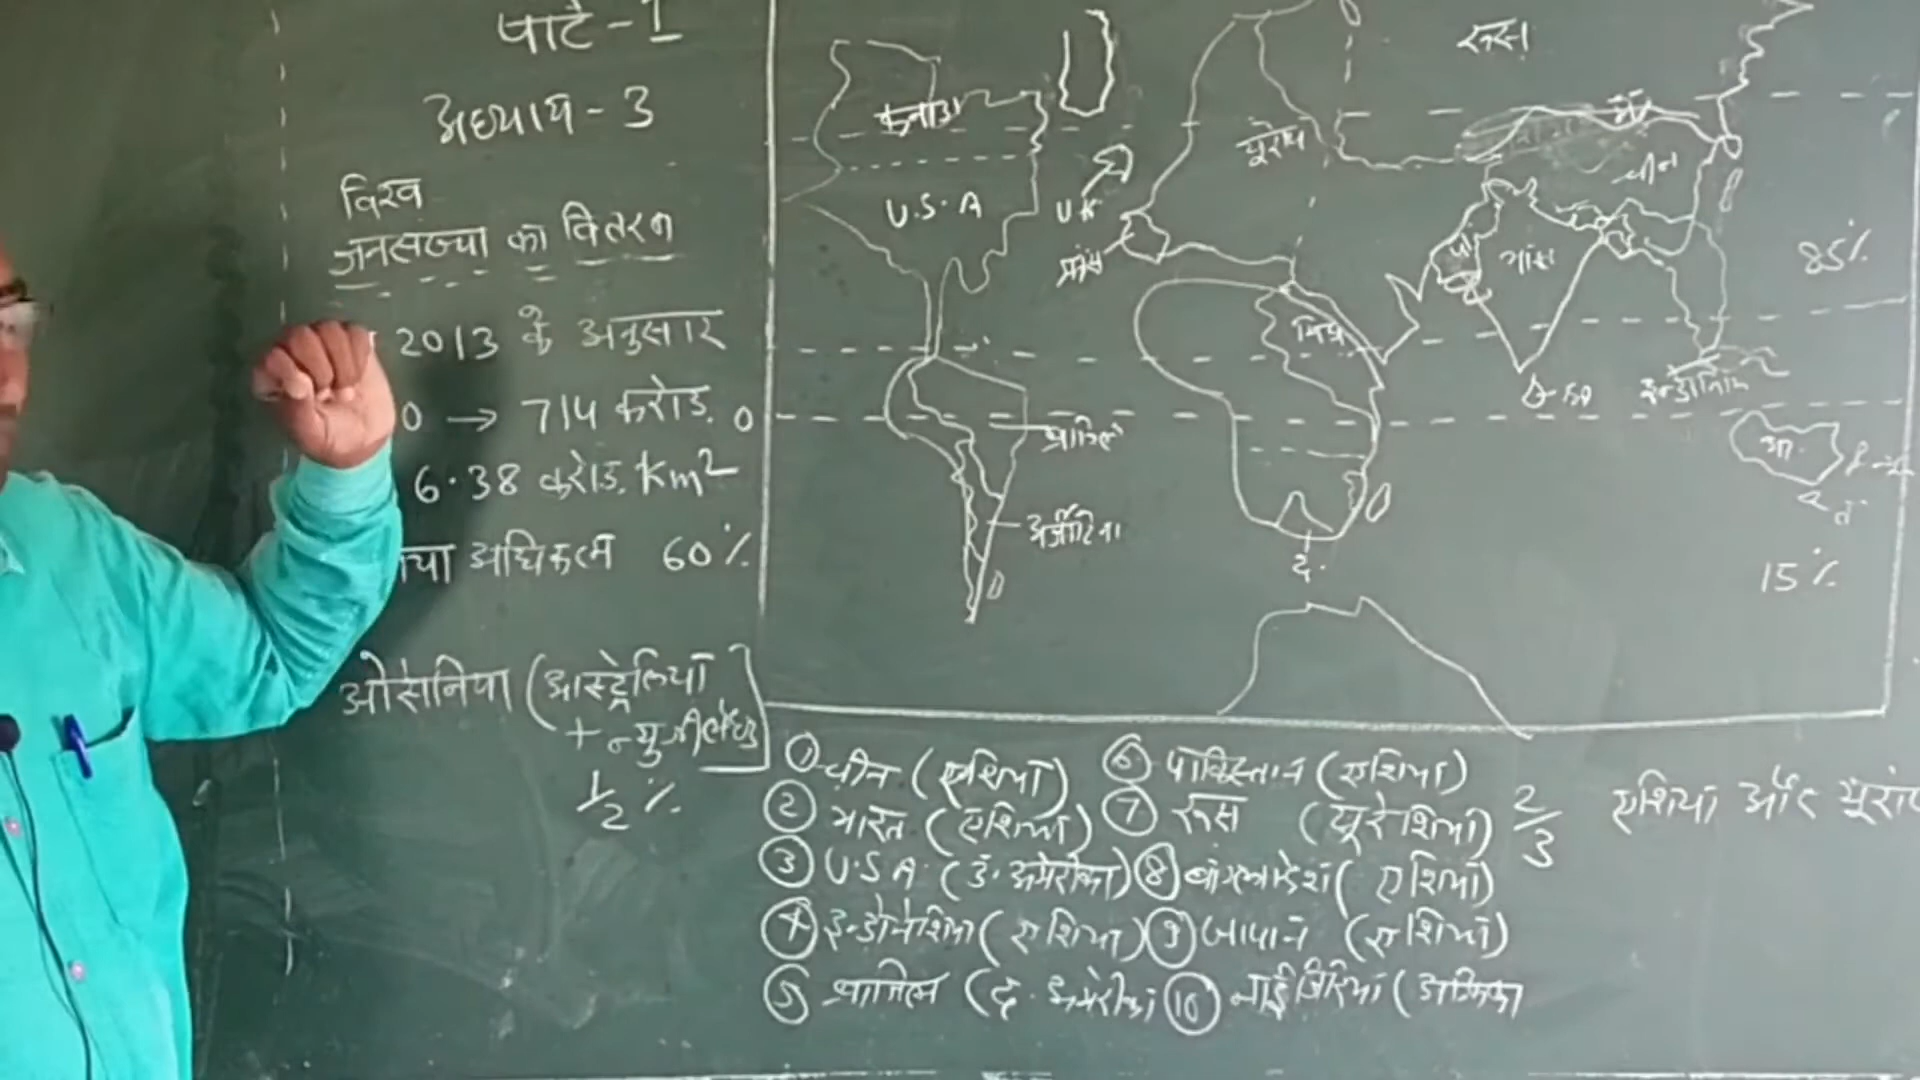 पार्ट - 1
अध्याय - 3
विश्व
जनसंख्या का वितरण
2013 के अनुसार
0 → 714 करोड़
6.38 करोड़ km²
अधिकतम 60%
ओसेनिया (आस्ट्रेलिया
+ न्यूजीलैण्ड
1/2 %
कनाडा
U.S.A
U K
फ्रांस
यूरोप
रूस
चीन
भारत
मिश्र
ब्राजिल
0
द.
आ.
85%
15%
① चीन (एशिया)
② भारत (एशिया)
③ U.S.A. (उ. अमेरीका)
④ इन्डोनेशिया (एशिया)
⑤ ब्राजिल (द. अमेरीका
⑥ पाकिस्तान (एशिया)
⑦ रूस (यूरेशिया)
⑧ बांग्लादेश (एशिया)
⑨ जापान (एशिया)
⑩ नाईजिरिया (अफ्रिका
2/3 एशिया और यूरोप